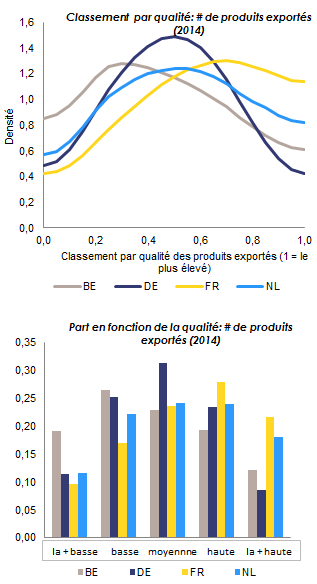 Classement par qualité: # de produits exportés
(2014)
1,6
1,4
1,2
1,0
0,8
0,6
0,4
0,2
0,0
Densité
0,0 0,2 0,4 0,6 0,8 1,0
Classement par qualité des produits exportés (1 = le
plus élevé)
BE DE FR NL
Part en fonction de la qualité: # de produits
exportés (2014)
0,35
0,30
0,25
0,20
0,15
0,10
0,05
0,00
la + basse basse moyennne haute la + haute
BE DE FR NL